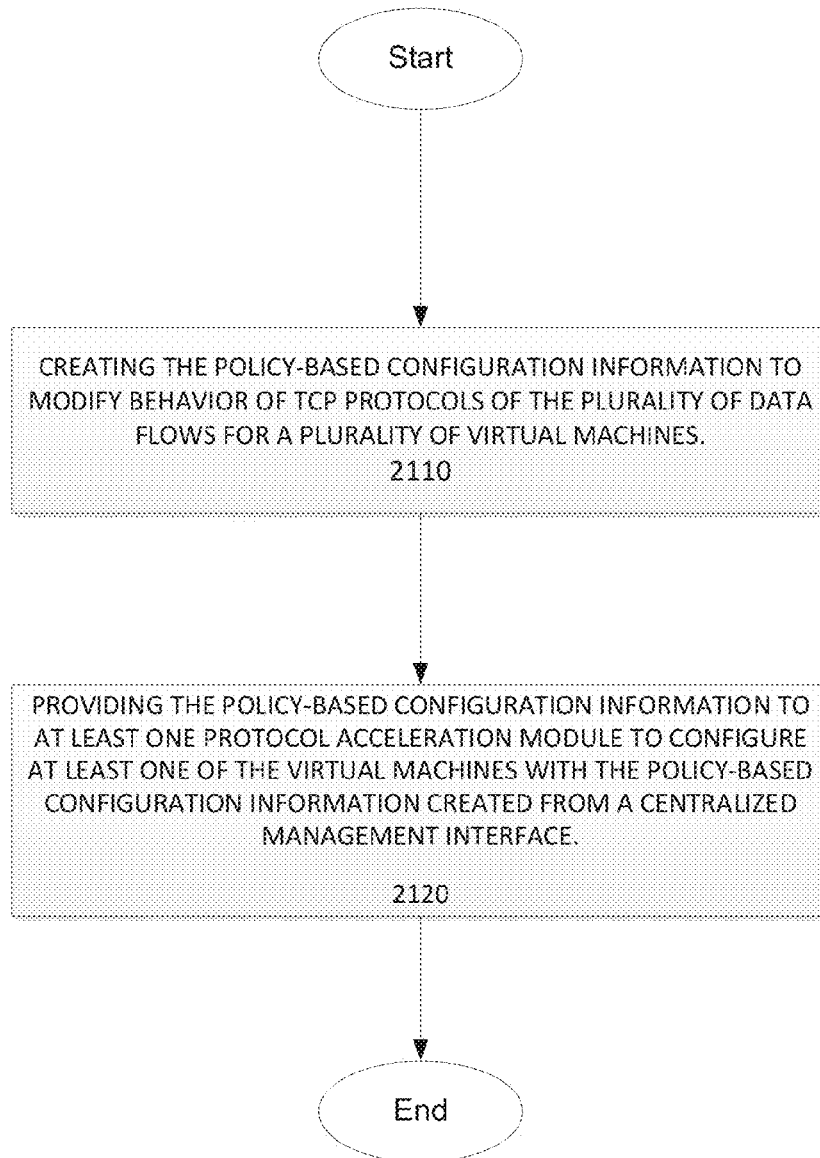 Start
CREATING THE POLICY-BASED CONFIGURATION INFORMATION TO
MODIFY BEHAVIOR OF TCP PROTOCOLS OF THE PLURALITY OF DATA
FLOWS FOR A PLURALITY OF VIRTUAL MACHINES.
2110
PROVIDING THE POLICY-BASED CONFIGURATION INFORMATION TO
AT LEAST ONE PROTOCOL ACCELERATION MODULE TO CONFIGURE
AT LEAST ONE OF THE VIRTUAL MACHINES WITH THE POLICY-BASED
CONFIGURATION INFORMATION CREATED FROM A CENTRALIZED
MANAGEMENT INTERFACE.
2120
End